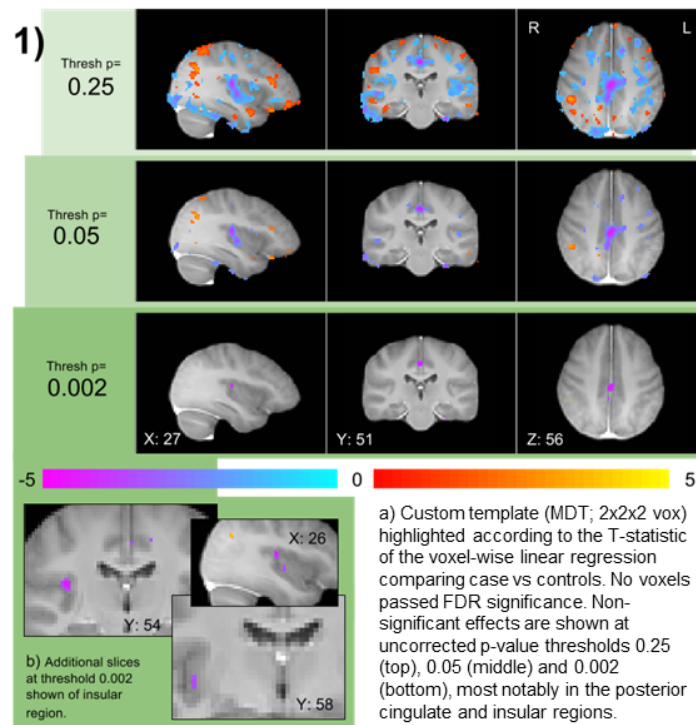 1)
Thresh p=
0.25
R
L
Thresh p=
0.05
Thresh p=
0.002
X: 27
Y: 51
Z: 56
-5
0
5
X: 26
Y: 54
Y: 58
b) Additional slices
at threshold 0.002
shown of insular
region.
a) Custom template (MDT; 2x2x2 vox)
highlighted according to the T-statistic
of the voxel-wise linear regression
comparing case vs controls. No voxels
passed FDR significance. Non-
significant effects are shown at
uncorrected p-value thresholds 0.25
(top), 0.05 (middle) and 0.002
(bottom), most notably in the posterior
cingulate and insular regions.